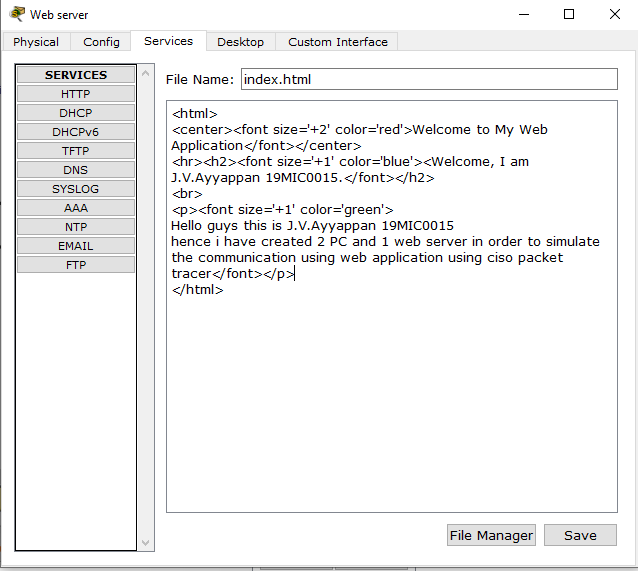 Web server
Physical Config Services Desktop Custom Interface
SERVICES
HTTP
DHCP
DHCPv6
TFTP
DNS
SYSLOG
AAA
NTP
EMAIL
FTP
File Name: index.html
<html>
<center><font size='+2' color='red'>Welcome to My Web
Application</font></center>
<hr><h2><font size='+1' color='blue'><Welcome, I am
J.V.Ayyappan 19MIC0015.</font></h2>
<br>
<p><font size='+1' color='green'>
Hello guys this is J.V.Ayyappan 19MIC0015
hence i have created 2 PC and 1 web server in order to simulate
the communication using web application using ciso packet
tracer</font></p>
</html>
File Manager Save